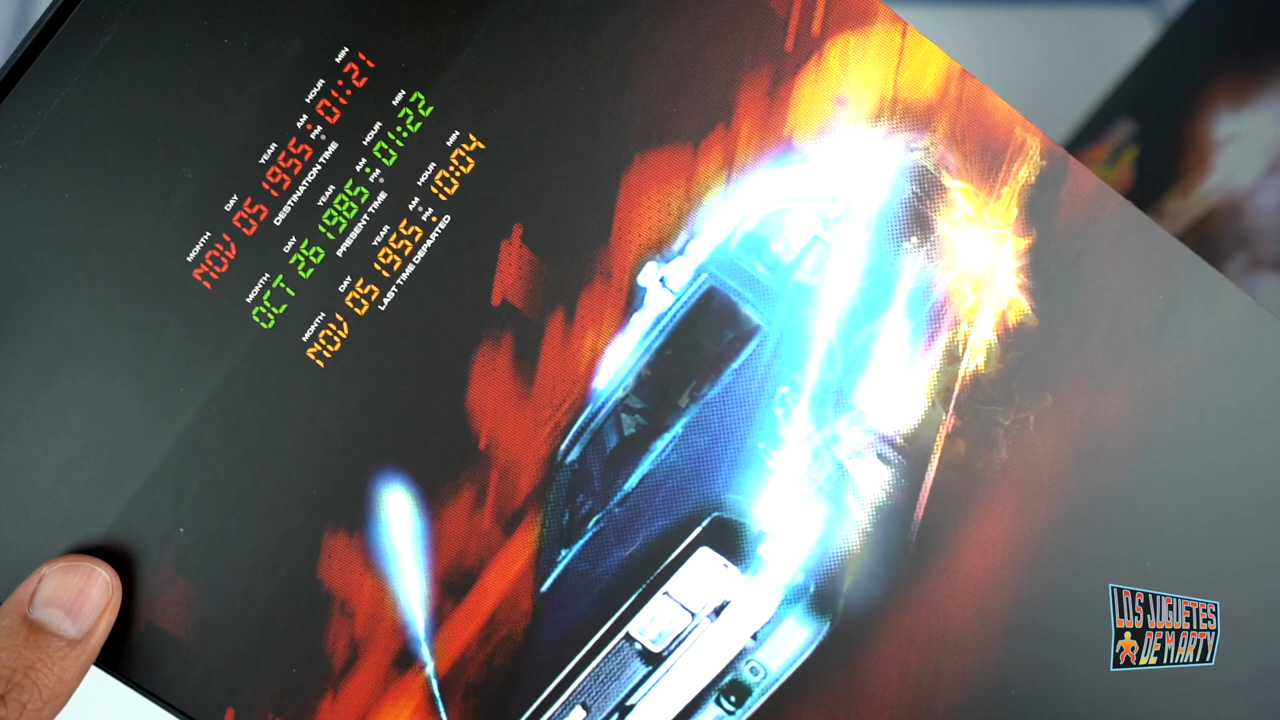 MONTH DAY YEAR AM HOUR MIN
NOV 05 1955 PM : 01:21
DESTINATION TIME
MONTH DAY YEAR AM HOUR MIN
OCT 26 1985 PM : 01:22
PRESENT TIME
MONTH DAY YEAR AM HOUR MIN
NOV 05 1955 PM : 10:04
LAST TIME DEPARTED
LOS JUGUETES
DE MARTY